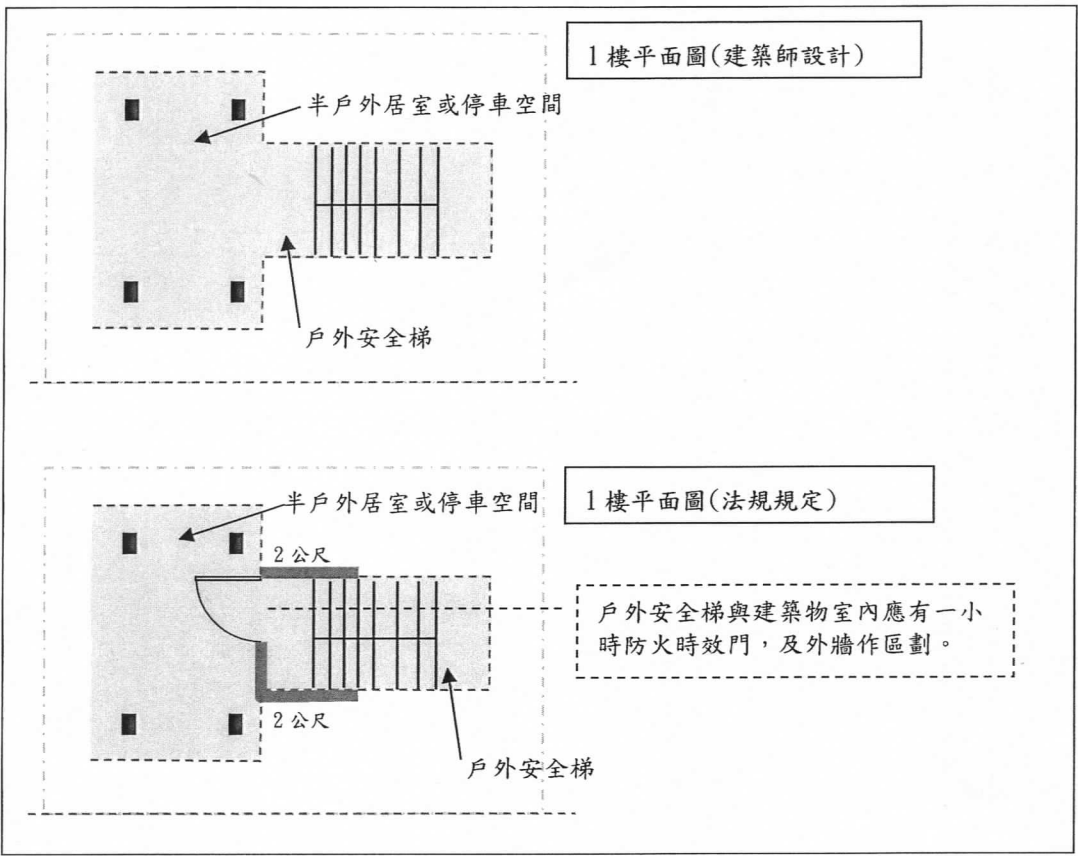 1樓平面圖(建築師設計)
半戶外居室或停車空間
戶外安全梯
1樓平面圖(法規規定)
半戶外居室或停車空間
2公尺
戶外安全梯與建築物室內應有一小
時防火時效門，及外牆作區劃。
2公尺
戶外安全梯